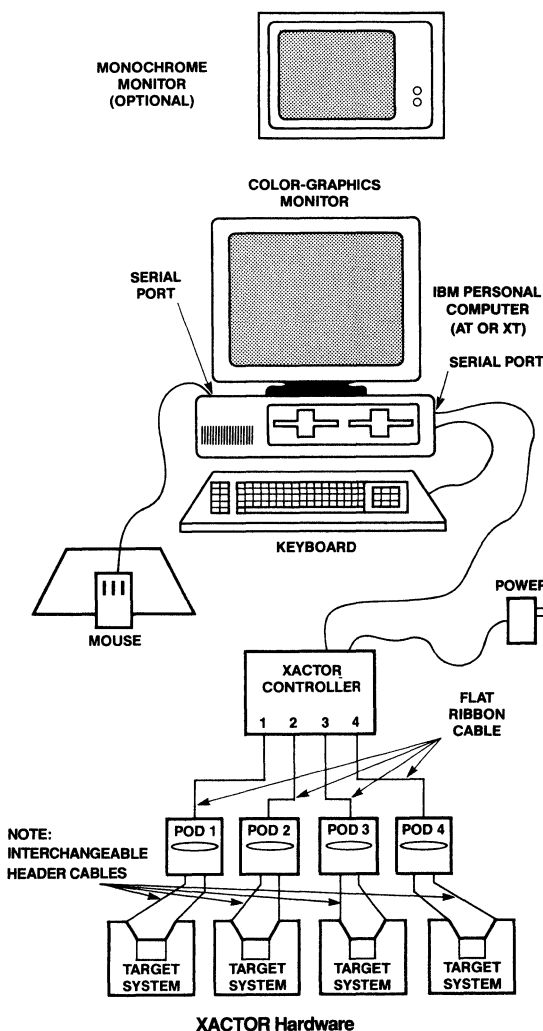 MONOCHROME
MONITOR
(OPTIONAL)
COLOR-GRAPHICS
MONITOR
SERIAL
PORT
IBM PERSONAL
COMPUTER
(AT OR XT)
SERIAL PORT
KEYBOARD
MOUSE
POWER
XACTOR
CONTROLLER
1 2 3 4
FLAT
RIBBON
CABLE
NOTE:
INTERCHANGEABLE
HEADER CABLES
POD 1 POD 2 POD 3 POD 4
TARGET
SYSTEM
TARGET
SYSTEM
TARGET
SYSTEM
TARGET
SYSTEM
XACTOR Hardware